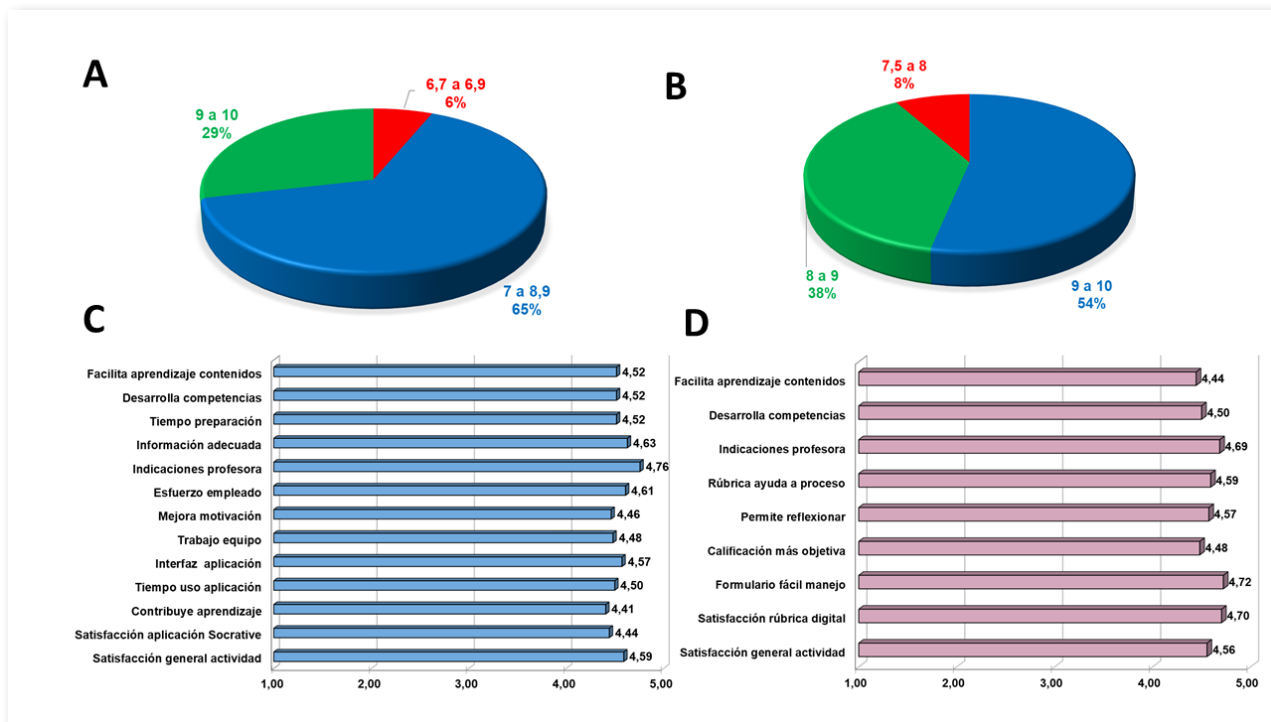 A
6,7 a 6,9
6%
9 a 10
29%
7 a 8,9
65%
B
7,5 a 8
8%
8 a 9
38%
9 a 10
54%
C
Facilita aprendizaje contenidos 4,52
Desarrolla competencias 4,52
Tiempo preparación 4,52
Información adecuada 4,63
Indicaciones profesora 4,76
Esfuerzo empleado 4,61
Mejora motivación 4,46
Trabajo equipo 4,48
Interfaz aplicación 4,57
Tiempo uso aplicación 4,50
Contribuye aprendizaje 4,41
Satisfacción aplicación Socrative 4,44
Satisfacción general actividad 4,59
1,00 2,00 3,00 4,00 5,00
D
Facilita aprendizaje contenidos 4,44
Desarrolla competencias 4,50
Indicaciones profesora 4,69
Rúbrica ayuda a proceso 4,59
Permite reflexionar 4,57
Calificación más objetiva 4,48
Formulario fácil manejo 4,72
Satisfacción rúbrica digital 4,70
Satisfacción general actividad 4,56
1,00 2,00 3,00 4,00 5,00